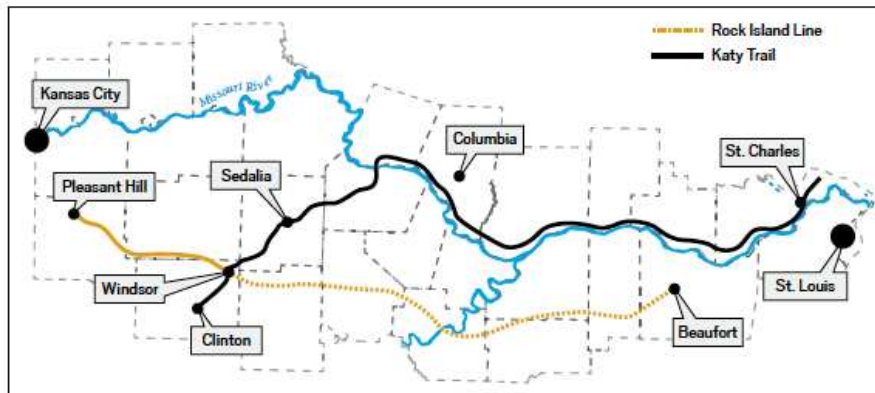 Rock Island Line
Katy Trail
Missouri River
Kansas City
Columbia
St. Charles
Sedalia
Pleasant Hill
Windsor
St. Louis
Clinton
Beaufort